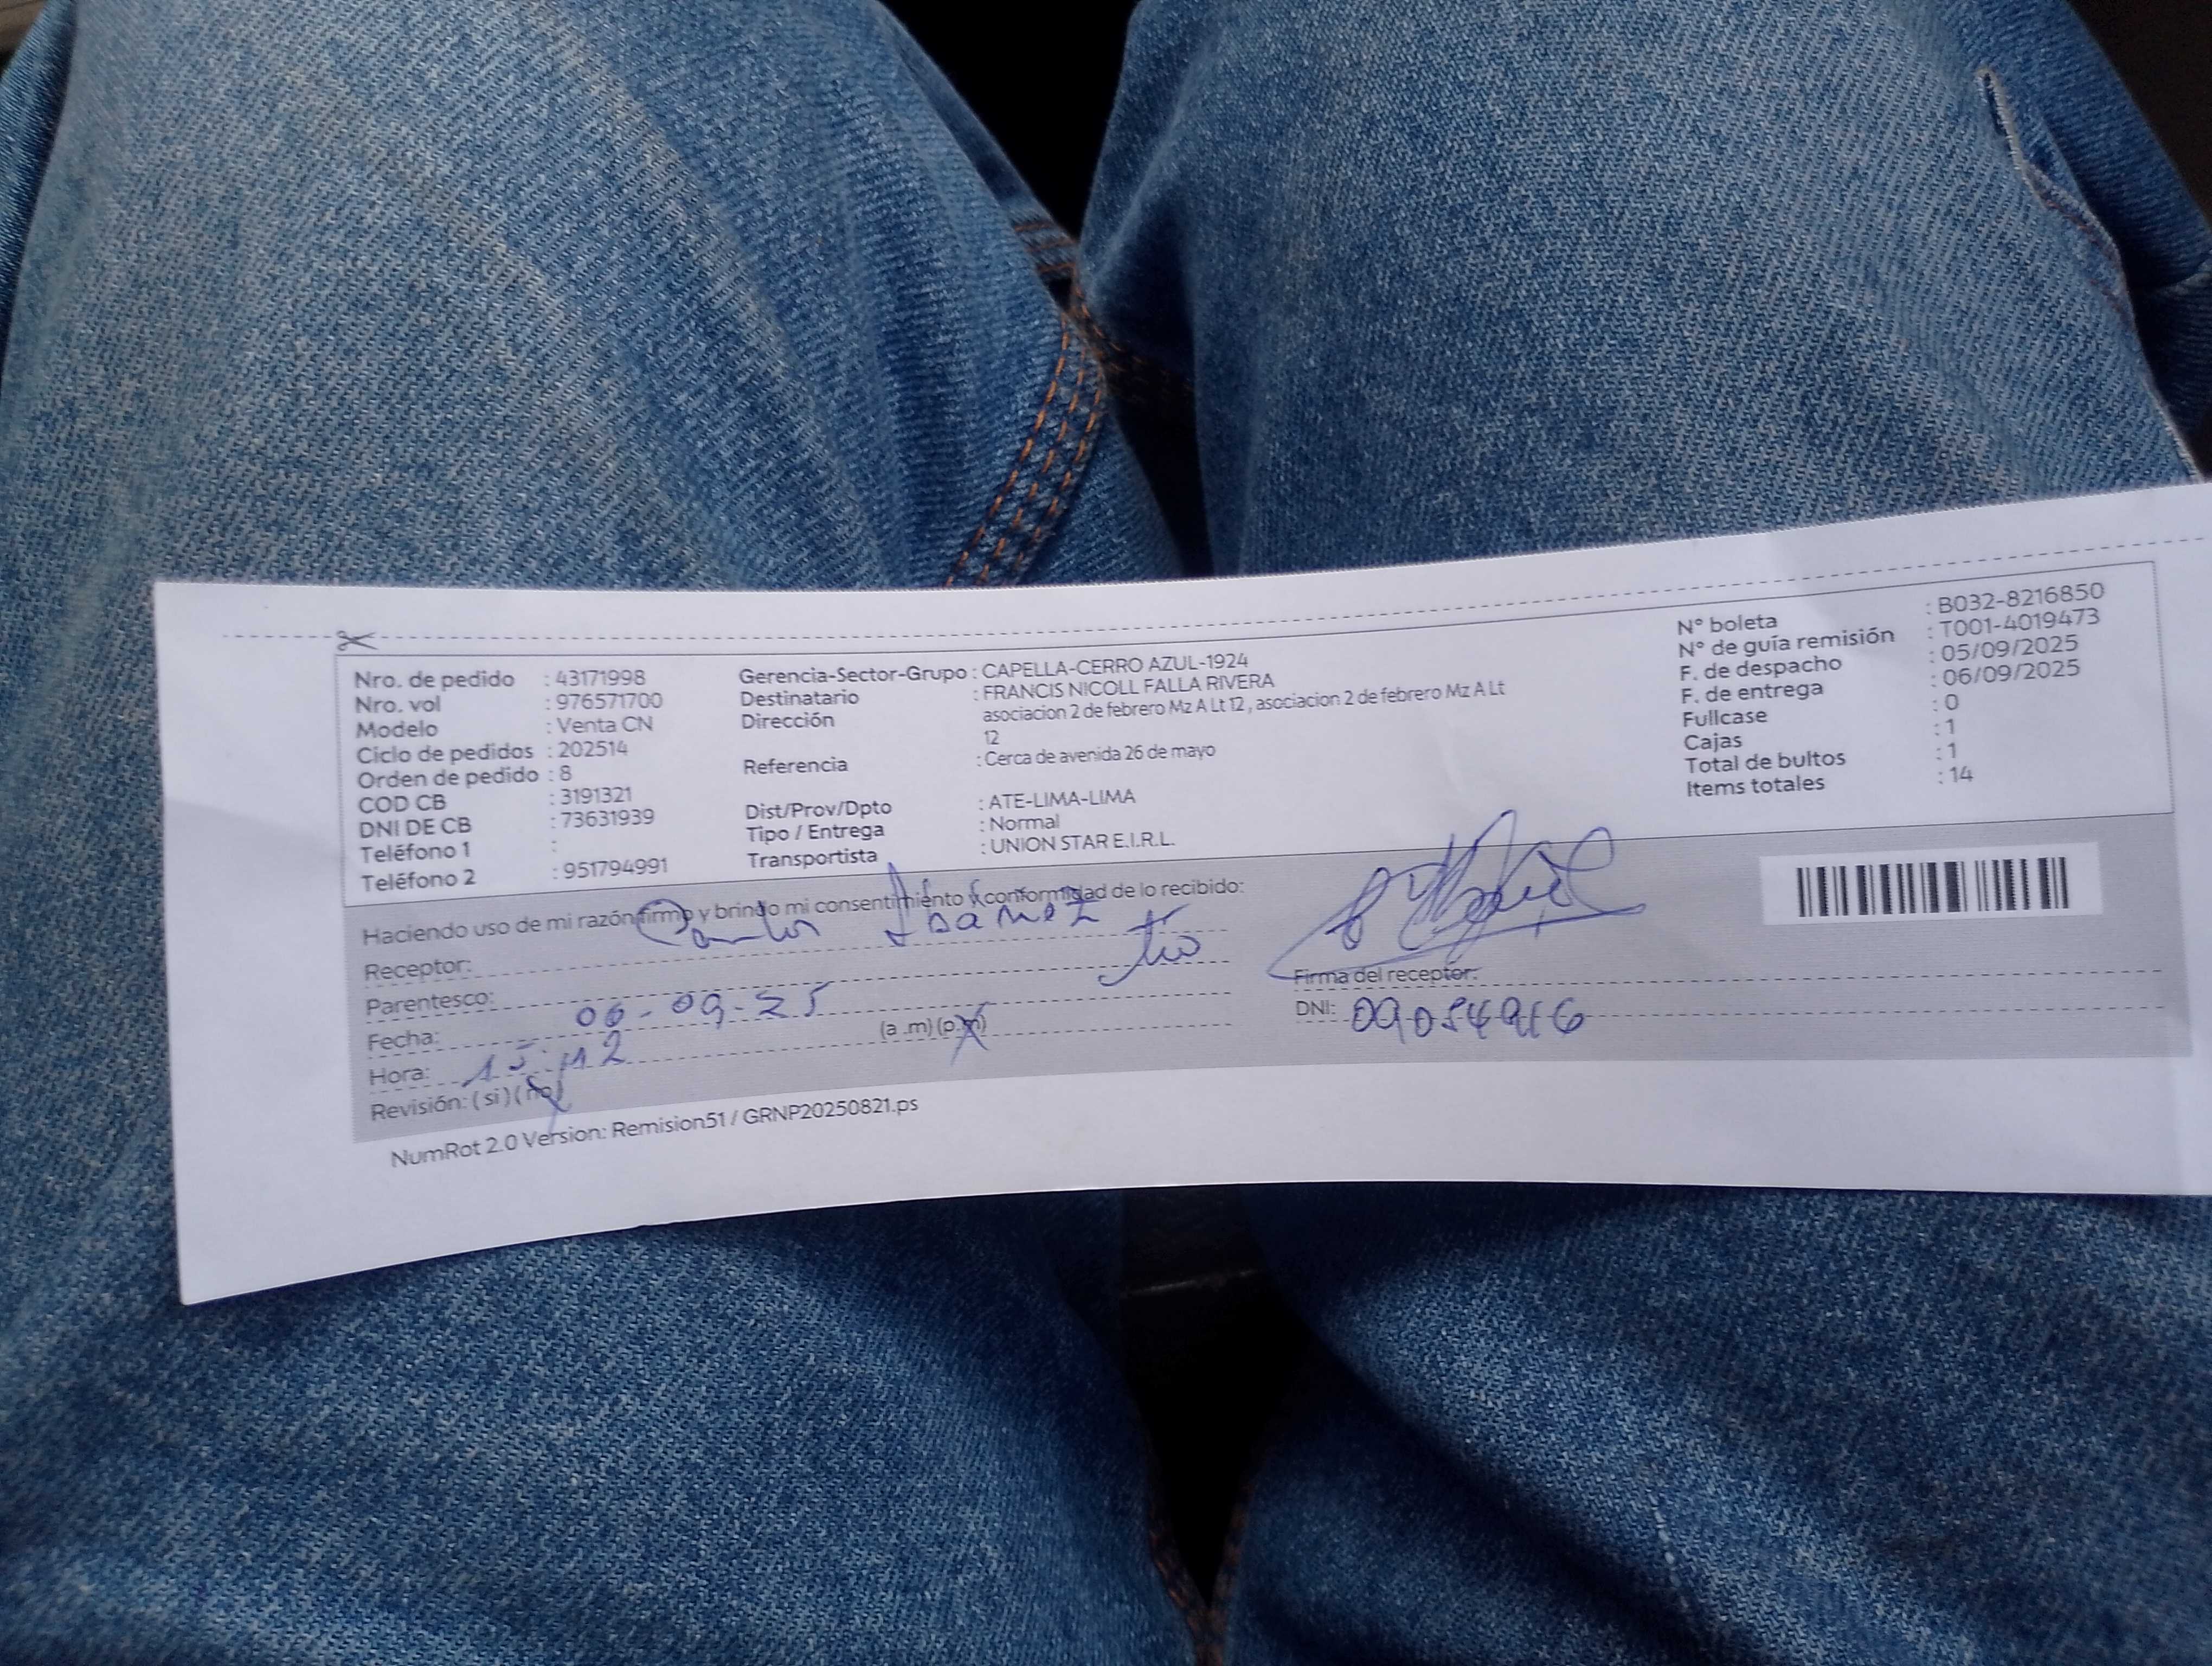 Nro. de pedido : 43171998
Nro. vol : 976571700
Modelo : Venta CN
Ciclo de pedidos : 202514
Orden de pedido : 8
COD CB : 3191321
DNI DE CB : 73631939
Teléfono 1 :
Teléfono 2 : 951794991
Gerencia-Sector-Grupo : CAPELLA-CERRO AZUL-1924
Destinatario : FRANCIS NICOLL FALLA RIVERA
Dirección asociacion 2 de febrero Mz A Lt 12 , asociacion 2 de febrero Mz A Lt
12
Referencia : Cerca de avenida 26 de mayo
Dist/Prov/Dpto : ATE-LIMA-LIMA
Tipo / Entrega : Normal
Transportista : UNION STAR E.I.R.L.
N° boleta : B032-8216850
N° de guía remisión : T001-4019473
F. de despacho : 05/09/2025
F. de entrega : 06/09/2025
Fullcase : 0
Cajas : 1
Total de bultos : 1
Items totales : 14
Haciendo uso de mi razón firmo y brindo mi consentimiento y conformidad de lo recibido:
Receptor:
Parentesco: tio
Fecha: 06-09-25
Hora: (a .m) (p.m)
Revisión: ( si ) ( no )
Firma del receptor:
DNI:
NumRot 2.0 Version: Remision51 / GRNP20250821.ps